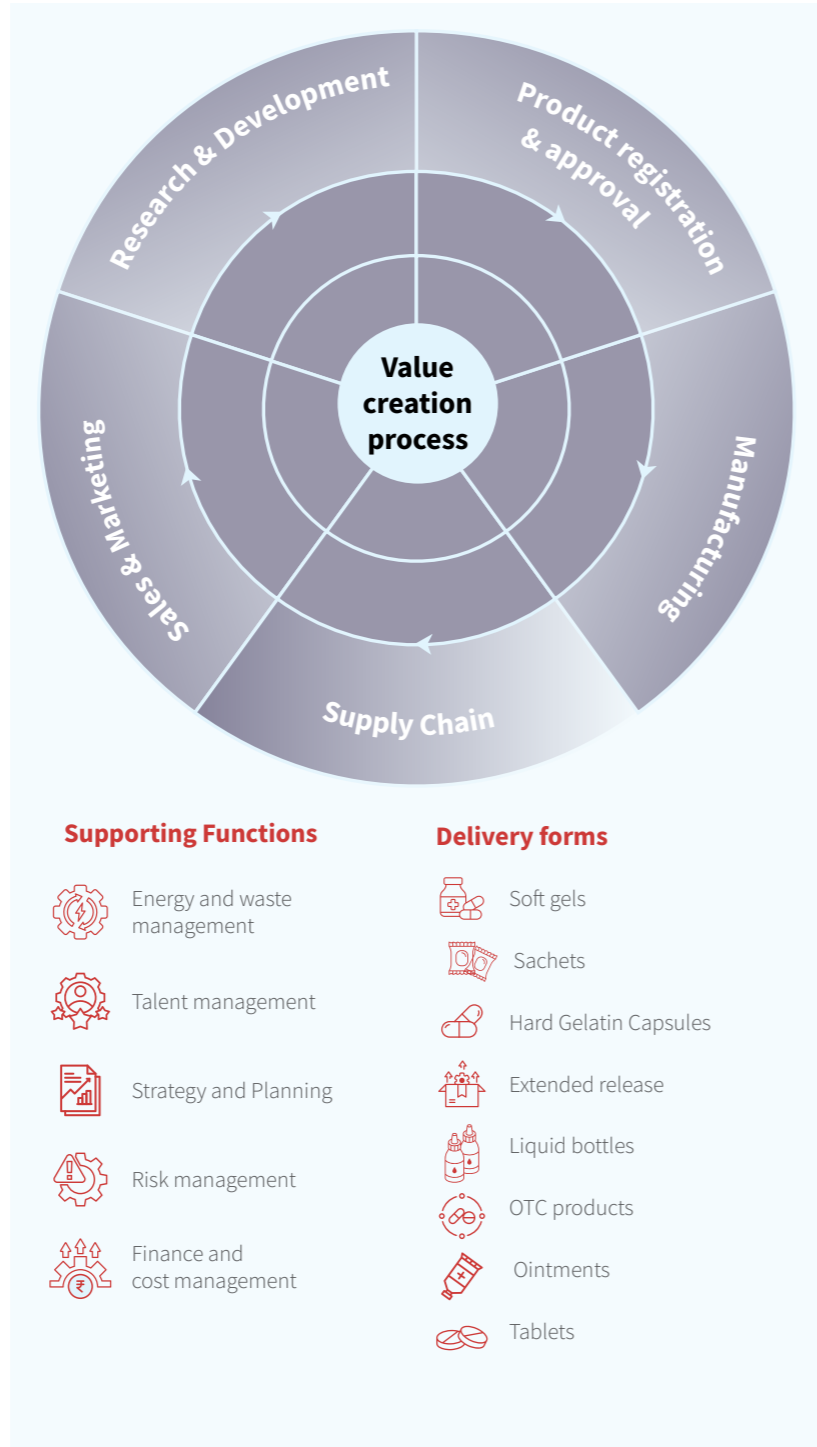 Research & Development
Product registration
& approval
Manufacturing
Supply Chain
Sales & Marketing
Value
creation
process
Supporting Functions
Energy and waste
management
Talent management
Strategy and Planning
Risk management
Finance and
cost management
₹
Delivery forms
Soft gels
Sachets
Hard Gelatin Capsules
Extended release
Liquid bottles
OTC products
Ointments
Tablets